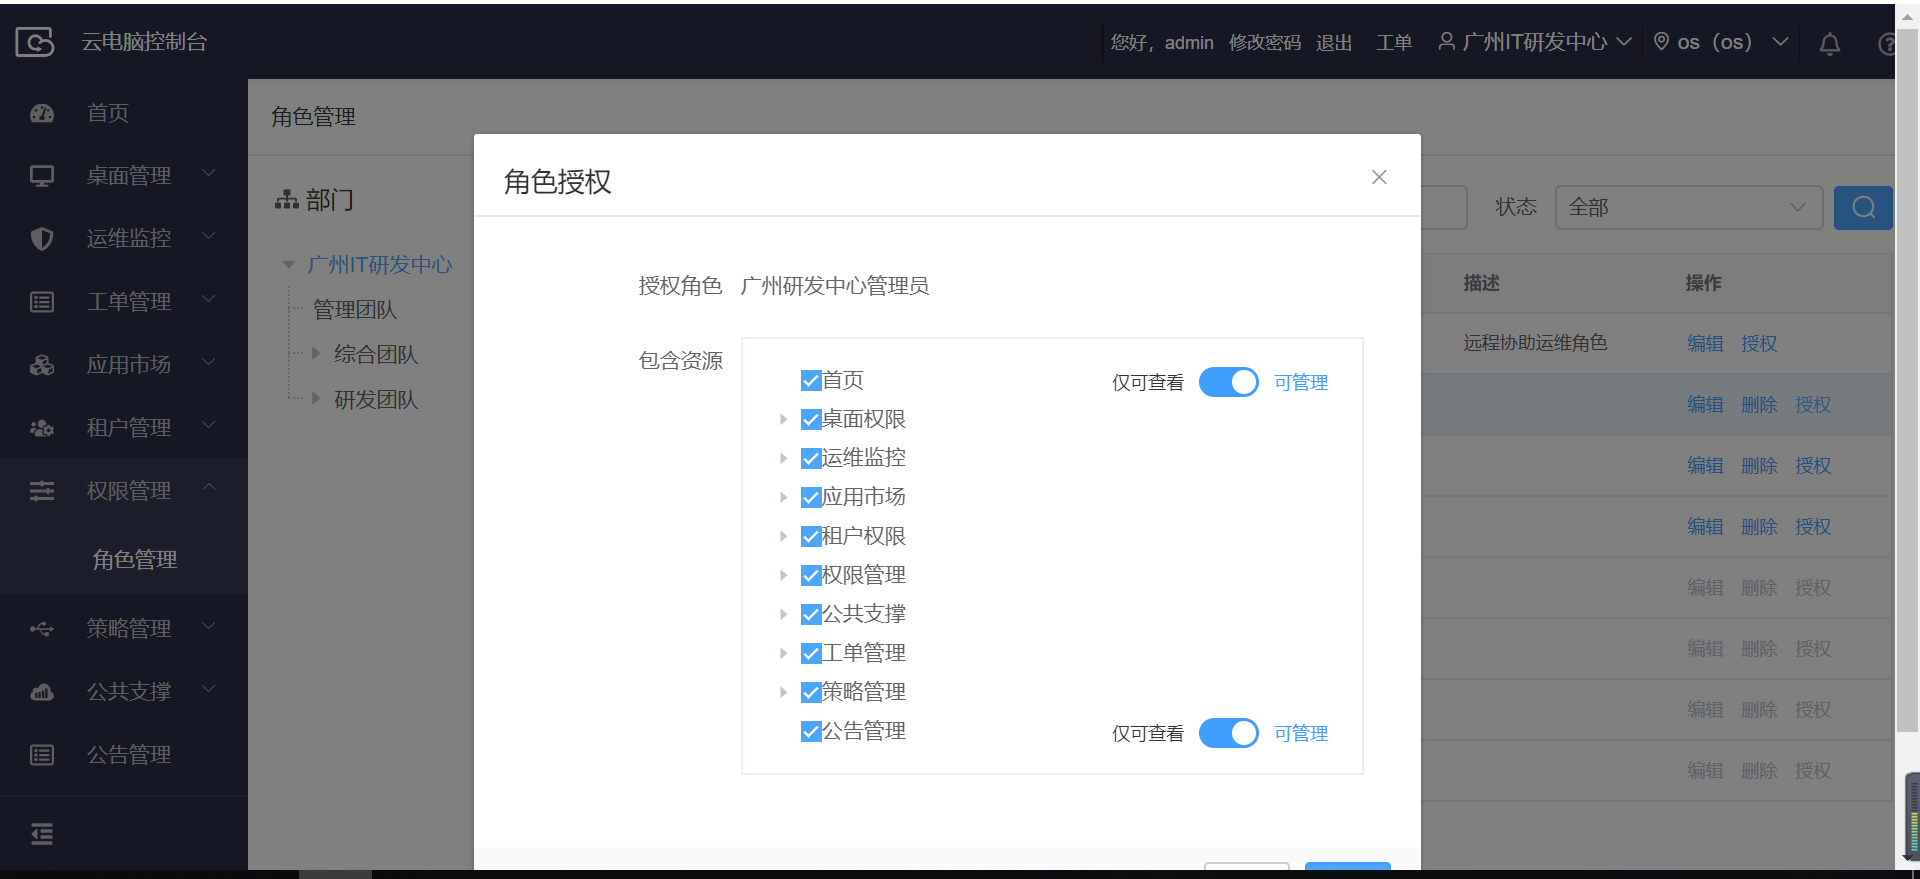 云电脑控制台
您好，admin 修改密码 退出 工单 广州IT研发中心 os（os）
首页
桌面管理
运维监控
工单管理
应用市场
租户管理
权限管理
角色管理
策略管理
公共支撑
公告管理
角色管理
部门
广州IT研发中心
管理团队
综合团队
研发团队
状态 全部
描述 操作
远程协助运维角色 编辑 授权
编辑 删除 授权
编辑 删除 授权
编辑 删除 授权
编辑 删除 授权
编辑 删除 授权
编辑 删除 授权
编辑 删除 授权
角色授权
授权角色 广州研发中心管理员
包含资源
首页 仅可查看 可管理
桌面权限
运维监控
应用市场
租户权限
权限管理
公共支撑
工单管理
策略管理
公告管理 仅可查看 可管理